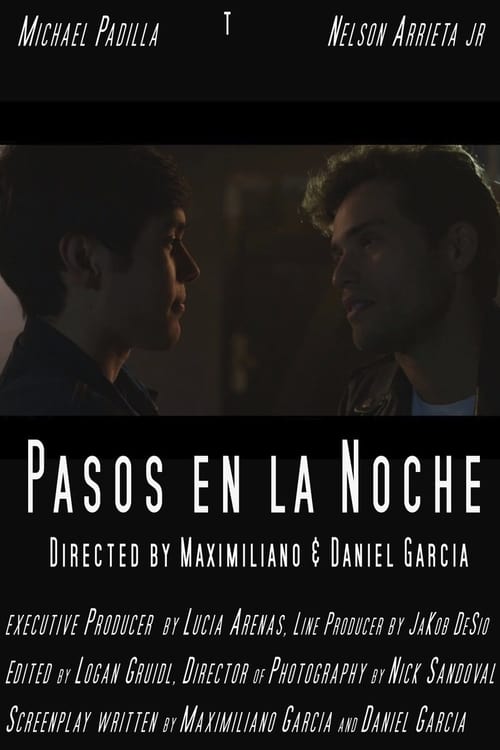 Michael Padilla T Nelson Arrieta Jr
Pasos en la Noche
Directed by Maximiliano & Daniel Garcia
executive Producer by Lucia Arenas, Line Producer by JaKob DeSio
Edited by Logan Gruidl, Director of Photography by Nick Sandoval
Screenplay written by Maximiliano Garcia and Daniel Garcia